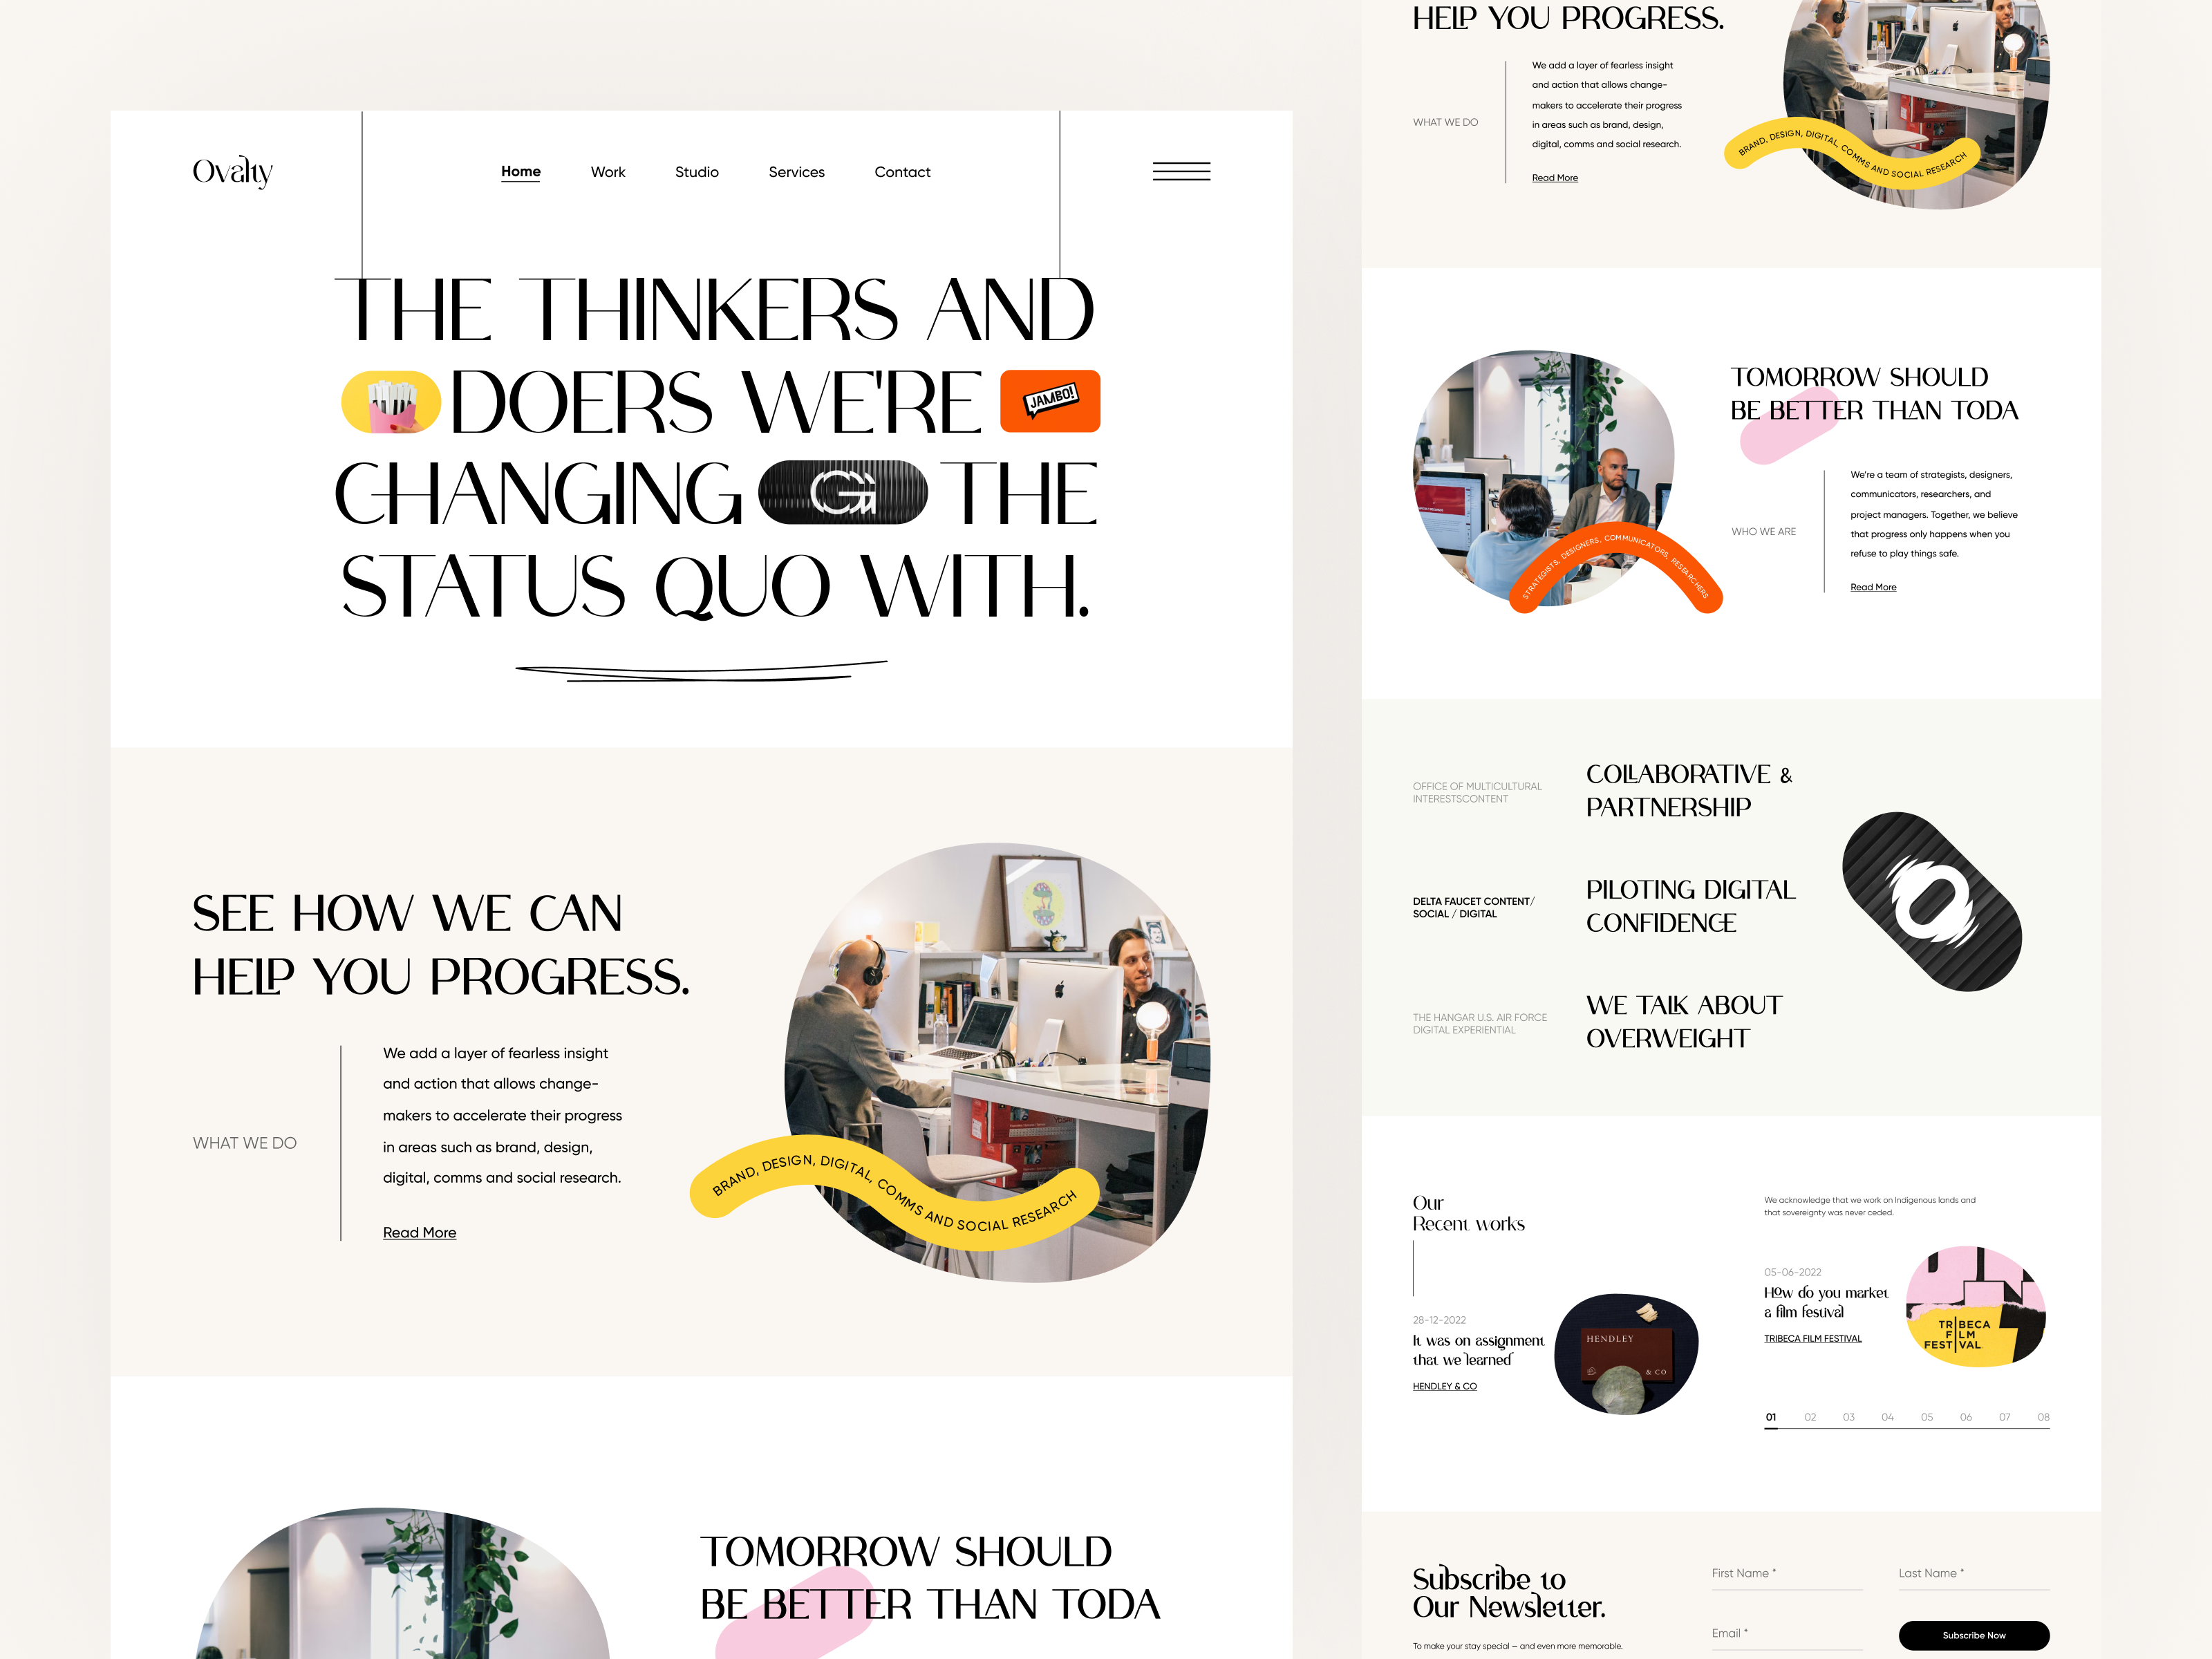 Ovalty
Home
Work
Studio
Services
Contact
THE THINKERS AND
DOERS WE'RE
JAMBO!
CHANGING
THE
STATUS QUO WITH.
SEE HOW WE CAN
HELP YOU PROGRESS.
WHAT WE DO
We add a layer of fearless insight
and action that allows change-
makers to accelerate their progress
in areas such as brand, design,
digital, comms and social research.
Read More
BRAND, DESIGN, DIGITAL, COMMS AND SOCIAL RESEARCH
TOMORROW SHOULD
BE BETTER THAN TODA
HELP YOU PROGRESS.
WHAT WE DO
We add a layer of fearless insight
and action that allows change-
makers to accelerate their progress
in areas such as brand, design,
digital, comms and social research.
Read More
BRAND, DESIGN, DIGITAL, COMMS AND SOCIAL RESEARCH
TOMORROW SHOULD
BE BETTER THAN TODA
WHO WE ARE
We're a team of strategists, designers,
communicators, researchers, and
project managers. Together, we believe
that progress only happens when you
refuse to play things safe.
Read More
STRATEGISTS, DESIGNERS, COMMUNICATORS, RESEARCHERS
OFFICE OF MULTICULTURAL
INTERESTSCONTENT
COLLABORATIVE &
PARTNERSHIP
DELTA FAUCET CONTENT/
SOCIAL / DIGITAL
PILOTING DIGITAL
CONFIDENCE
THE HANGAR U.S. AIR FORCE
DIGITAL EXPERIENTIAL
WE TALK ABOUT
OVERWEIGHT
Our
Recent works
28-12-2022
It was on assignment
that we learned
HENDLEY & CO
HENDLEY
& CO
We acknowledge that we work on Indigenous lands and
that sovereignty was never ceded.
05-06-2022
How do you market
a film festival
TRIBECA FILM FESTIVAL
TRIBECA
FILM
FESTIVAL
01 02 03 04 05 06 07 08
Subscribe to
Our Newsletter.
To make your stay special — and even more memorable.
First Name *
Last Name *
Email *
Subscribe Now